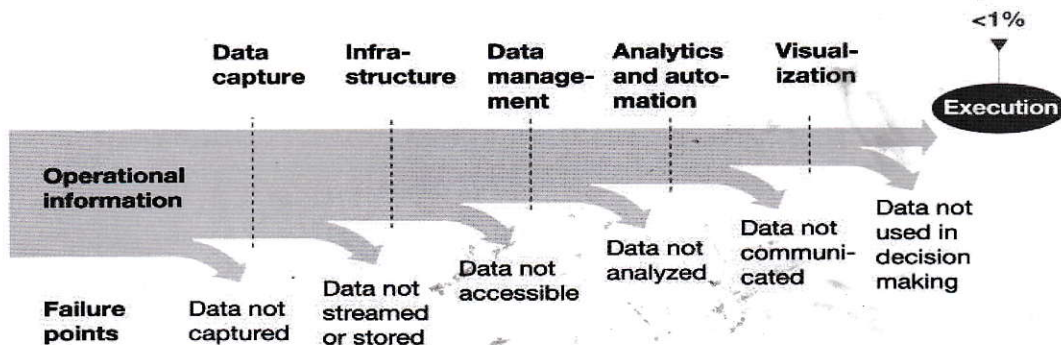 <1%
Data
capture
Infra-
structure
Data
manage-
ment
Analytics
and auto-
mation
Visual-
ization
Execution
Operational
information
Failure
points
Data not
captured
Data not
streamed
or stored
Data not
accessible
Data not
analyzed
Data not
communi-
cated
Data not
used in
decision
making